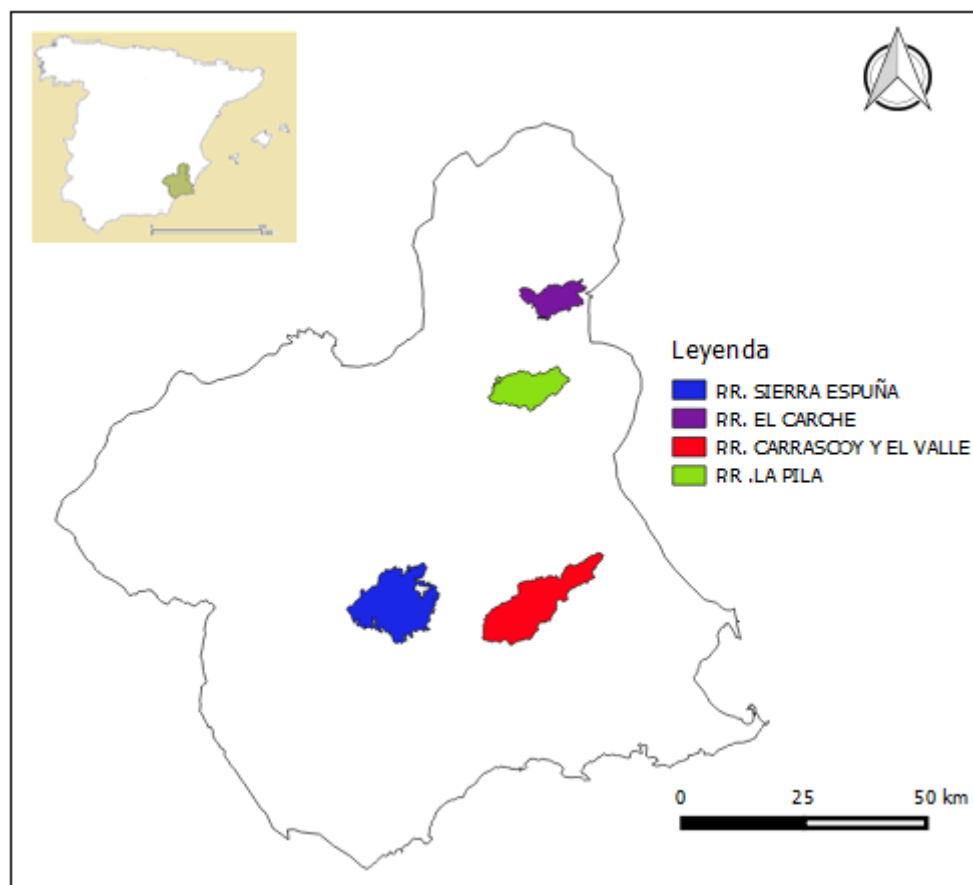 Leyenda
RR. SIERRA ESPUÑA
RR. EL CARCHE
RR. CARRASCOY Y EL VALLE
RR .LA PILA
0 25 50 km